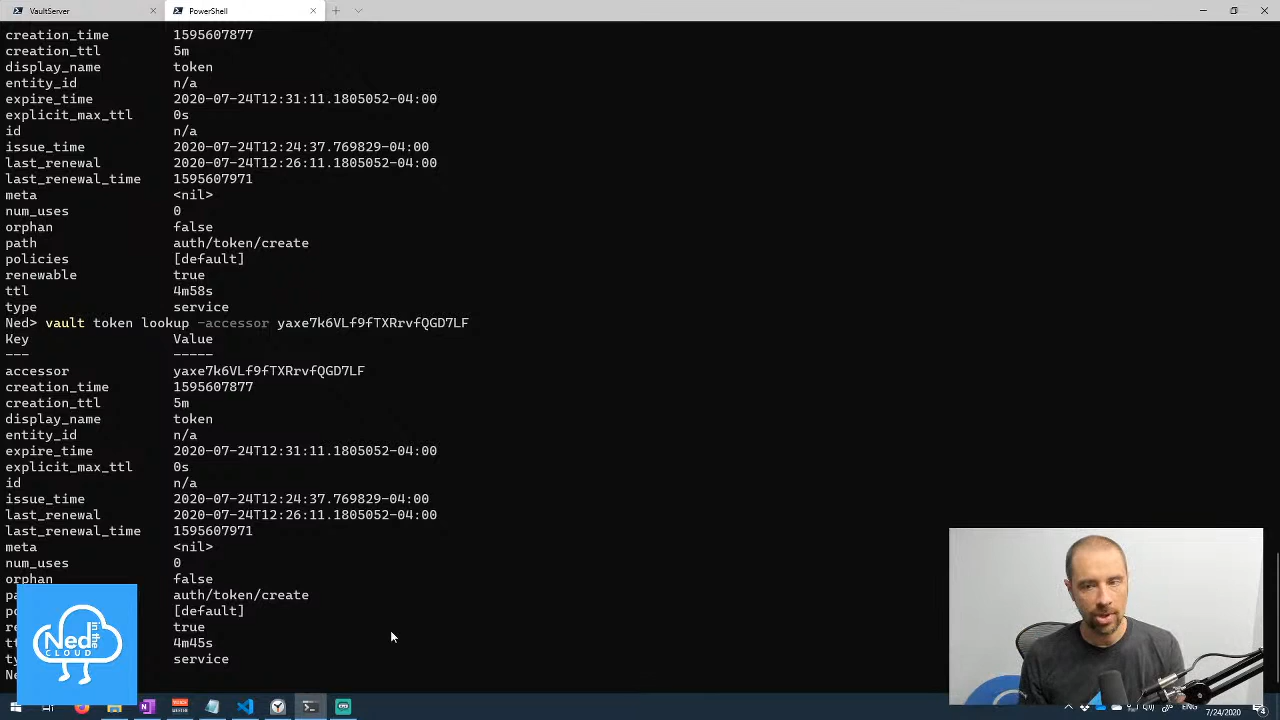 VaultServer
PowerShell
creation_time 1595607877
creation_ttl 5m
display_name token
entity_id n/a
expire_time 2020-07-24T12:31:11.1805052-04:00
explicit_max_ttl 0s
id n/a
issue_time 2020-07-24T12:24:37.769829-04:00
last_renewal 2020-07-24T12:26:11.1805052-04:00
last_renewal_time 1595607971
meta <nil>
num_uses 0
orphan false
path auth/token/create
policies [default]
renewable true
ttl 4m58s
type service
Ned> vault token lookup -accessor yaxe7k6VLf9fTXRrvfQGD7LF
Key Value
--- -----
accessor yaxe7k6VLf9fTXRrvfQGD7LF
creation_time 1595607877
creation_ttl 5m
display_name token
entity_id n/a
expire_time 2020-07-24T12:31:11.1805052-04:00
explicit_max_ttl 0s
id n/a
issue_time 2020-07-24T12:24:37.769829-04:00
last_renewal 2020-07-24T12:26:11.1805052-04:00
last_renewal_time 1595607971
meta <nil>
num_uses 0
orphan false
auth/token/create
[default]
true
4m45s
service
Ned in the CLOUD
7/24/2020